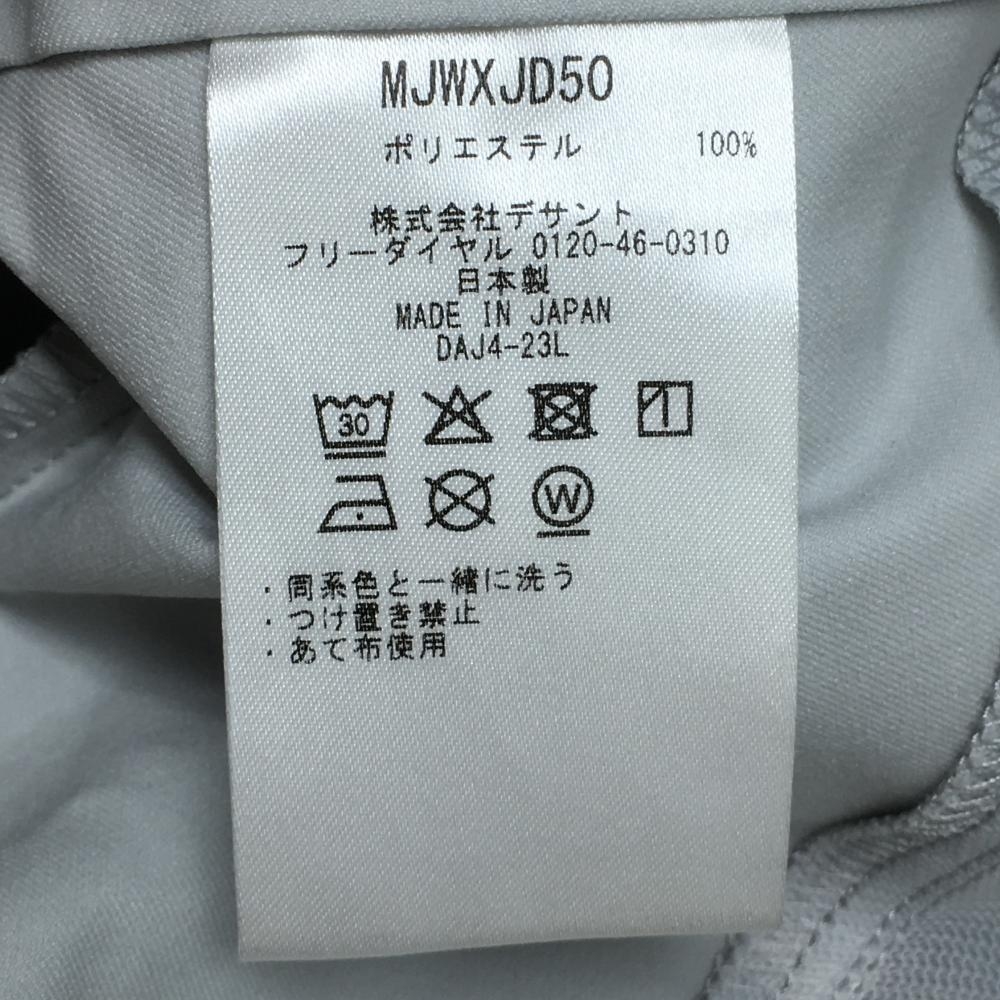 MJWXJD50
ポリエステル 100%
株式会社デサント
フリーダイヤル 0120-46-0310
日本製
MADE IN JAPAN
DAJ4-23L
30
W
・同系色と一緒に洗う
・つけ置き禁止
・あて布使用